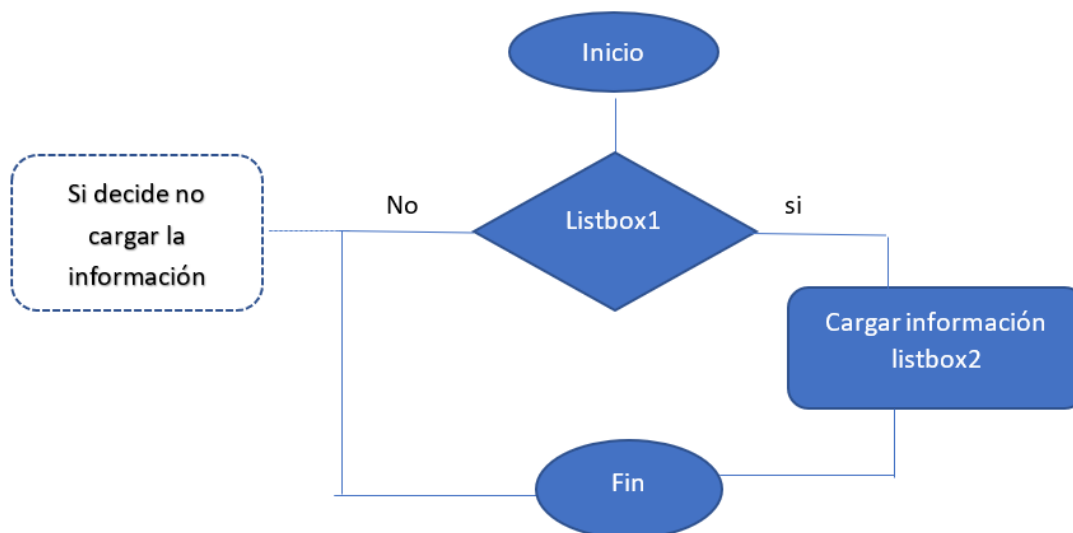 Inicio
Si decide no
cargar la
información
No
Listbox1
si
Cargar información
listbox2
Fin